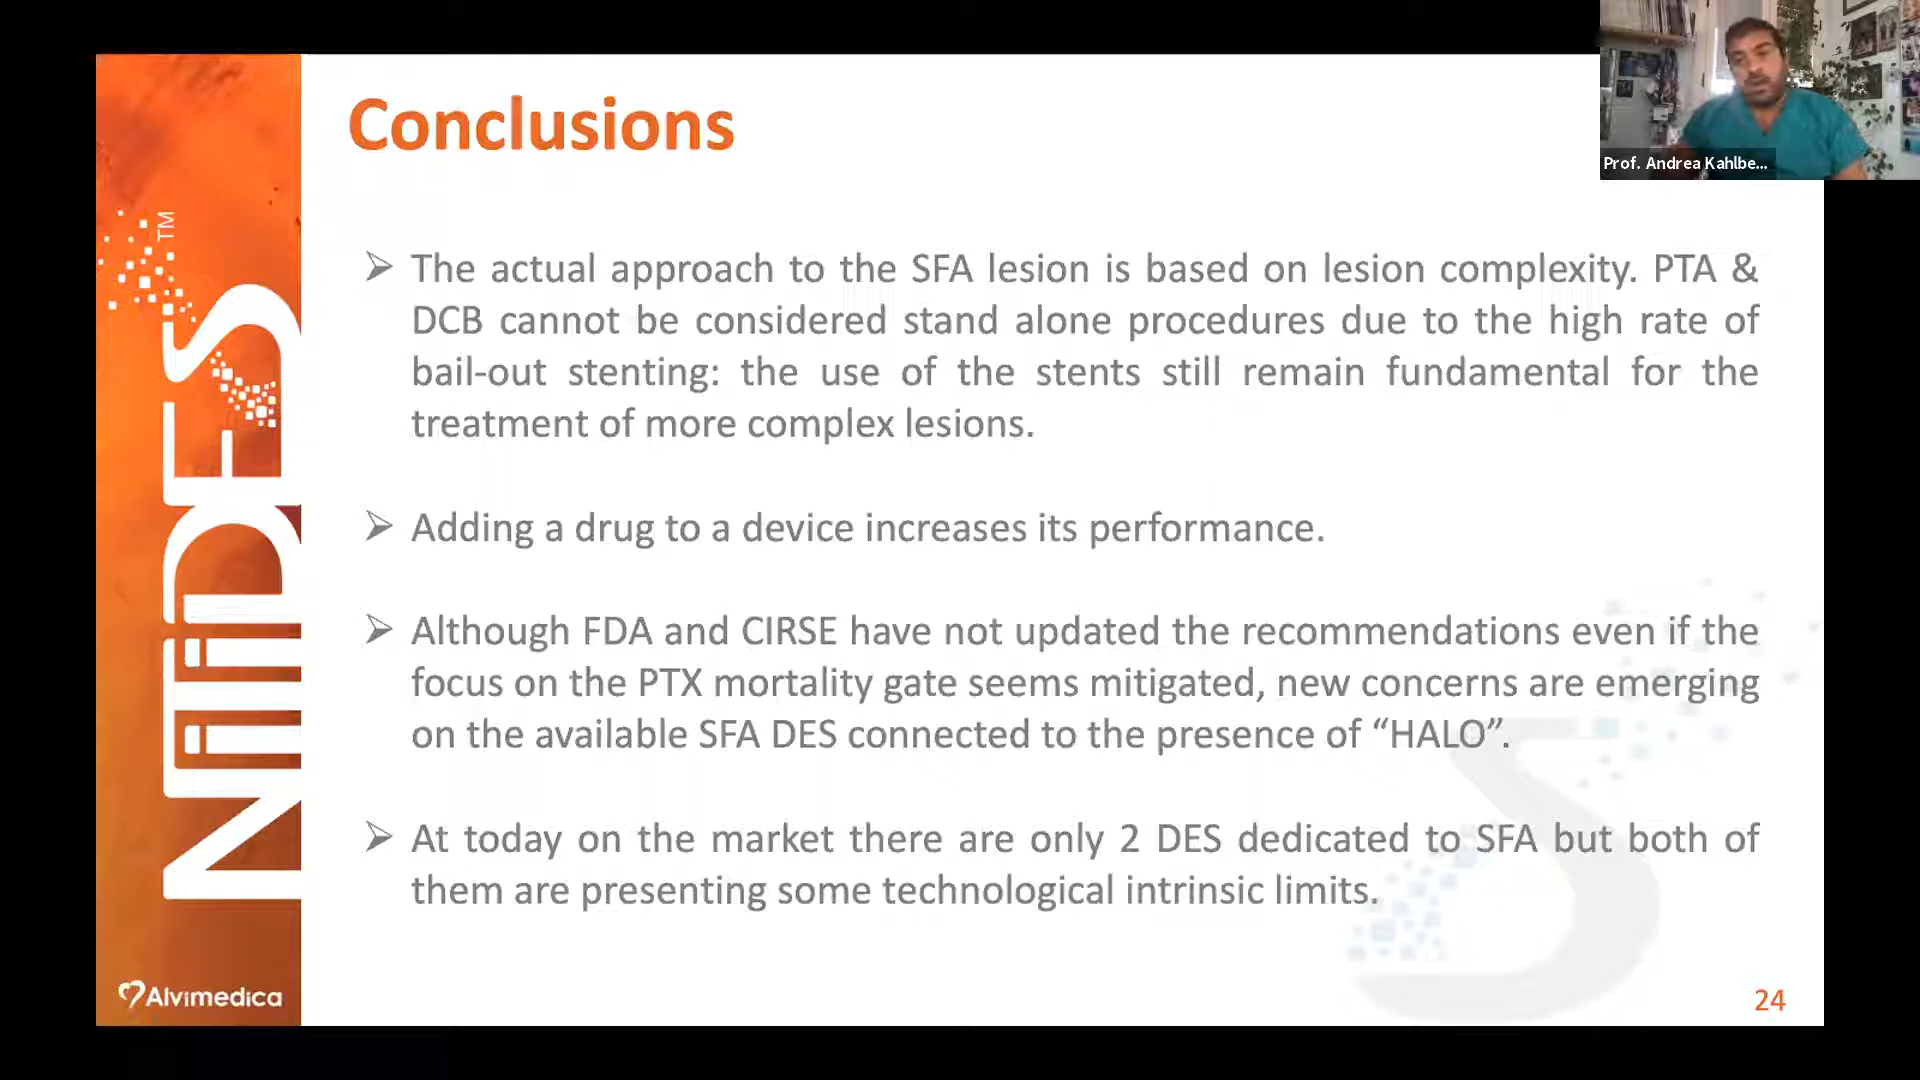 Conclusions
Prof. Andrea Kahlbe...
➢ The actual approach to the SFA lesion is based on lesion complexity. PTA &
DCB cannot be considered stand alone procedures due to the high rate of
bail-out stenting: the use of the stents still remain fundamental for the
treatment of more complex lesions.
➢ Adding a drug to a device increases its performance.
➢ Although FDA and CIRSE have not updated the recommendations even if the
focus on the PTX mortality gate seems mitigated, new concerns are emerging
on the available SFA DES connected to the presence of “HALO”.
➢ At today on the market there are only 2 DES dedicated to SFA but both of
them are presenting some technological intrinsic limits.
NiTiDES™
Alvimedica
24